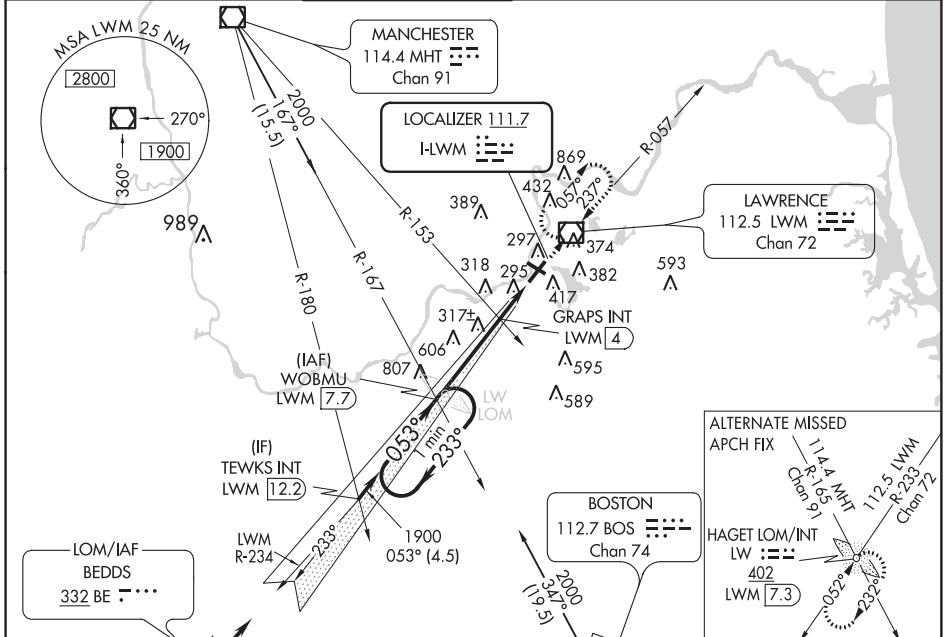 MSA LWM 25 NM
2800
270°
1900
360°
MANCHESTER
114.4 MHT
Chan 91
2000
167°
(15.5)
LOCALIZER 111.7
I-LWM
R-057
869
432
057°
237°
389
LAWRENCE
112.5 LWM
Chan 72
989
R-153
297
374
318
295
382
593
417
R-180
R-167
GRAPS INT
LWM 4
317±
606
595
(IAF)
WOBMU
LWM 7.7
807
589
LW
LOM
053°
1 min
233°
(IF)
TEWKS INT
LWM 12.2
LWM
R-234
233°
1900
053° (4.5)
LOM/IAF
BEDDS
332 BE
BOSTON
112.7 BOS
Chan 74
2000
347°
(19.5)
ALTERNATE MISSED
APCH FIX
114.4 MHT
R-165
Chan 91
112.5 LWM
R-233
Chan 72
HAGET LOM/INT
LW
402
LWM 7.3
052°
232°